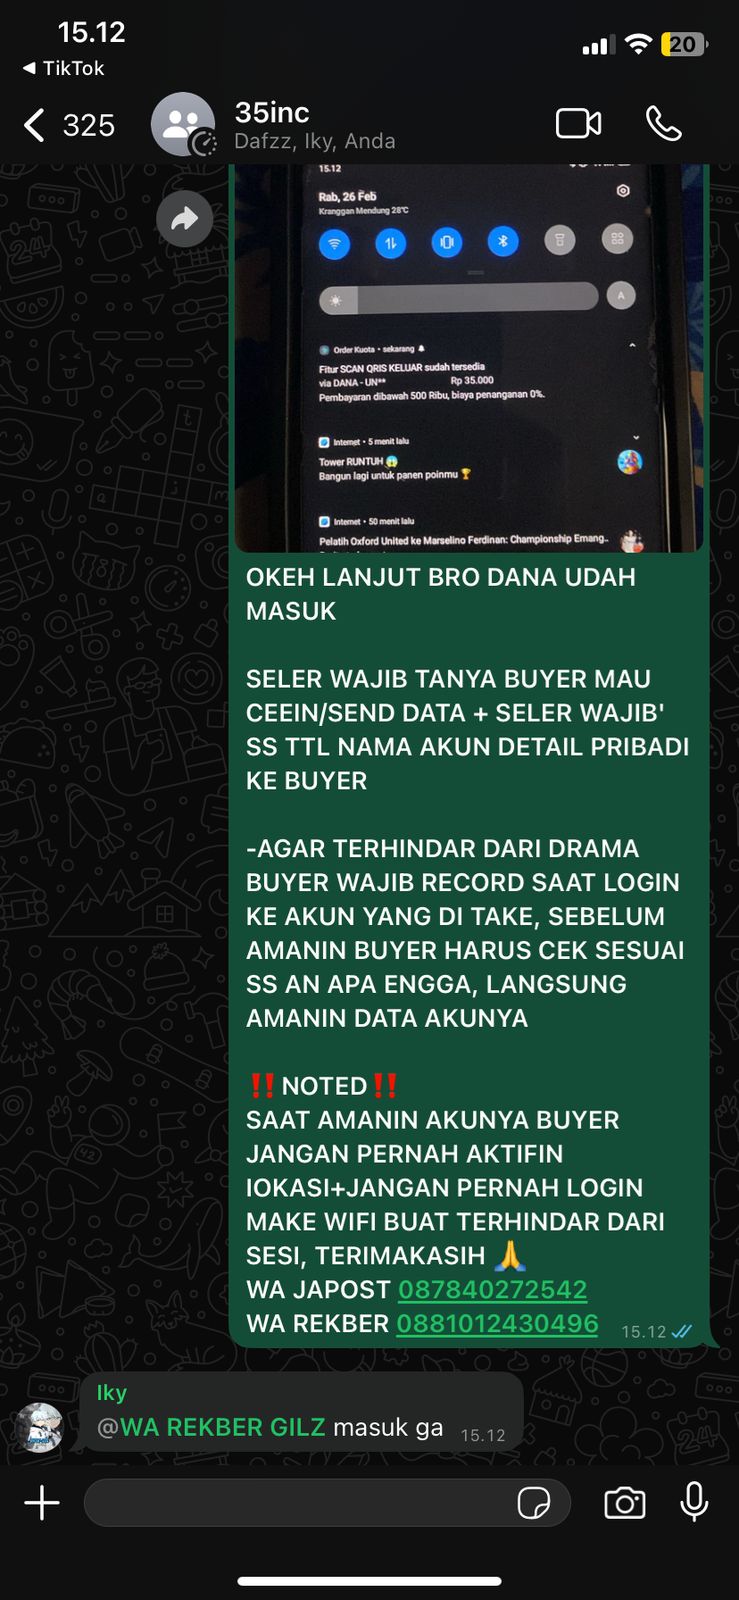 15.12
20
◄ TikTok
325
35inc
Dafzz, Iky, Anda
15.12
Rab, 26 Feb
Kranggan Mendung 28°C
A
Order Kuota • sekarang
Fitur SCAN QRIS KELUAR sudah tersedia
via DANA - UN** Rp 35.000
Pembayaran dibawah 500 Ribu, biaya penanganan 0%.
Internet • 5 menit lalu
Tower RUNTUH 😱
Bangun lagi untuk panen poinmu 🏆
Internet • 50 menit lalu
Pelatih Oxford United ke Marselino Ferdinan: Championship Emang..
OKEH LANJUT BRO DANA UDAH
MASUK
SELER WAJIB TANYA BUYER MAU
CEEIN/SEND DATA + SELER WAJIB'
SS TTL NAMA AKUN DETAIL PRIBADI
KE BUYER
-AGAR TERHINDAR DARI DRAMA
BUYER WAJIB RECORD SAAT LOGIN
KE AKUN YANG DI TAKE, SEBELUM
AMANIN BUYER HARUS CEK SESUAI
SS AN APA ENGGA, LANGSUNG
AMANIN DATA AKUNYA
‼️NOTED‼️
SAAT AMANIN AKUNYA BUYER
JANGAN PERNAH AKTIFIN
lOKASI+JANGAN PERNAH LOGIN
MAKE WIFI BUAT TERHINDAR DARI
SESI, TERIMAKASIH 🙏
WA JAPOST 087840272542
WA REKBER 0881012430496 15.12
Iky
@WA REKBER GILZ masuk ga 15.12